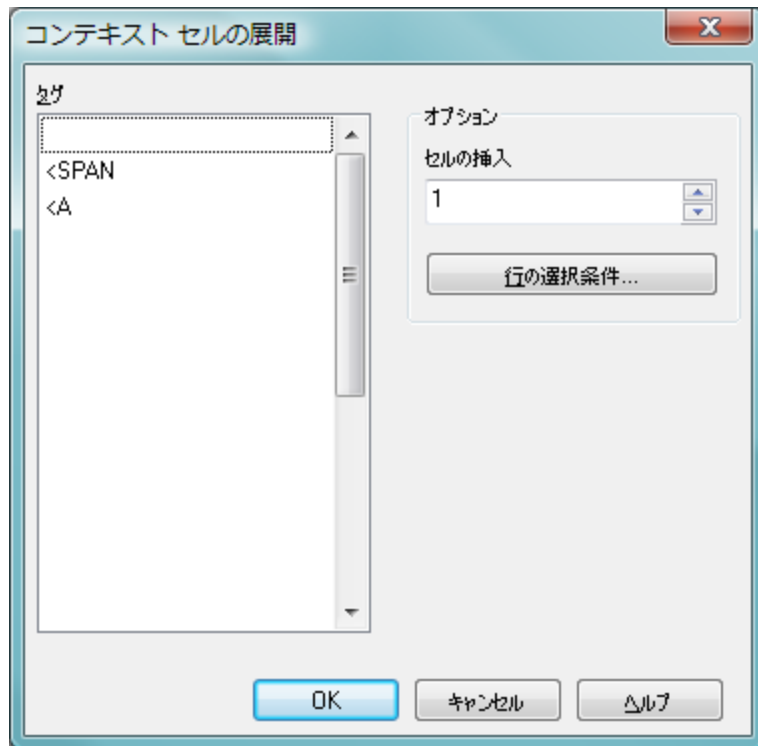 コンテキスト セルの展開
タグ
<SPAN
<A
オプション
セルの挿入
1
行の選択条件...
OK
キャンセル
ヘルプ